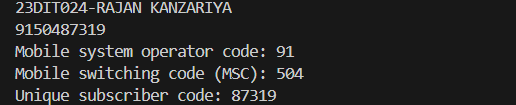 23DIT024-RAJAN KANZARIYA
9150487319
Mobile system operator code: 91
Mobile switching code (MSC): 504
Unique subscriber code: 87319